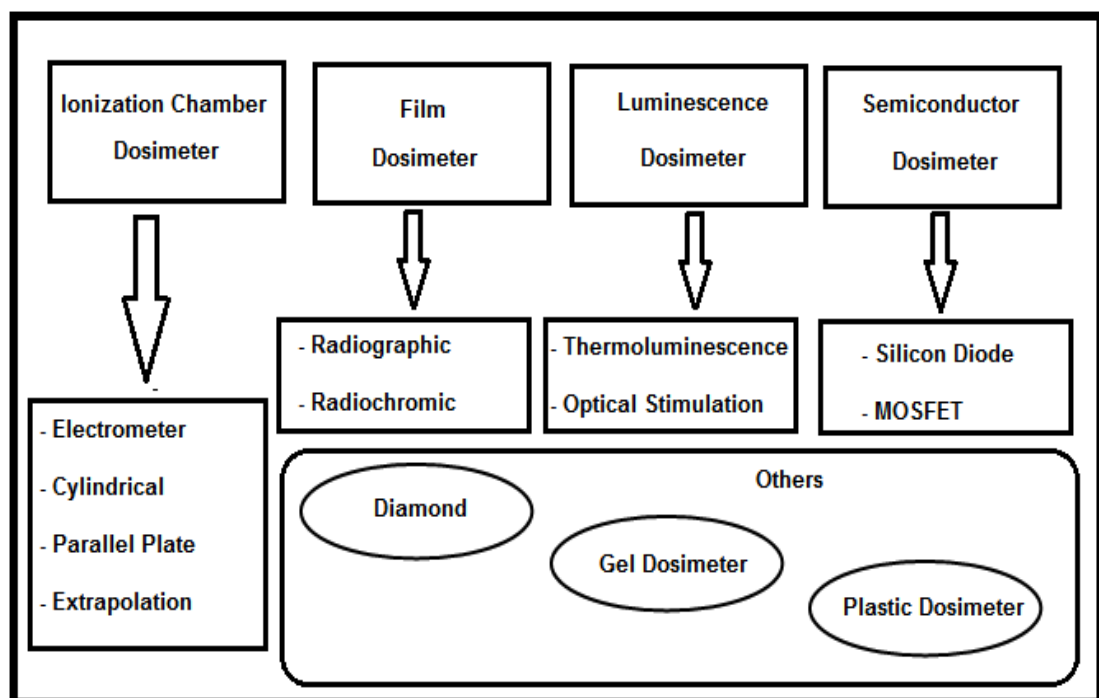 Ionization Chamber
Dosimeter
Film
Dosimeter
Luminescence
Dosimeter
Semiconductor
Dosimeter
-
- Electrometer
- Cylindrical
- Parallel Plate
- Extrapolation
- Radiographic
- Radiochromic
- Thermoluminescence
- Optical Stimulation
- Silicon Diode
- MOSFET
Others
Diamond
Gel Dosimeter
Plastic Dosimeter